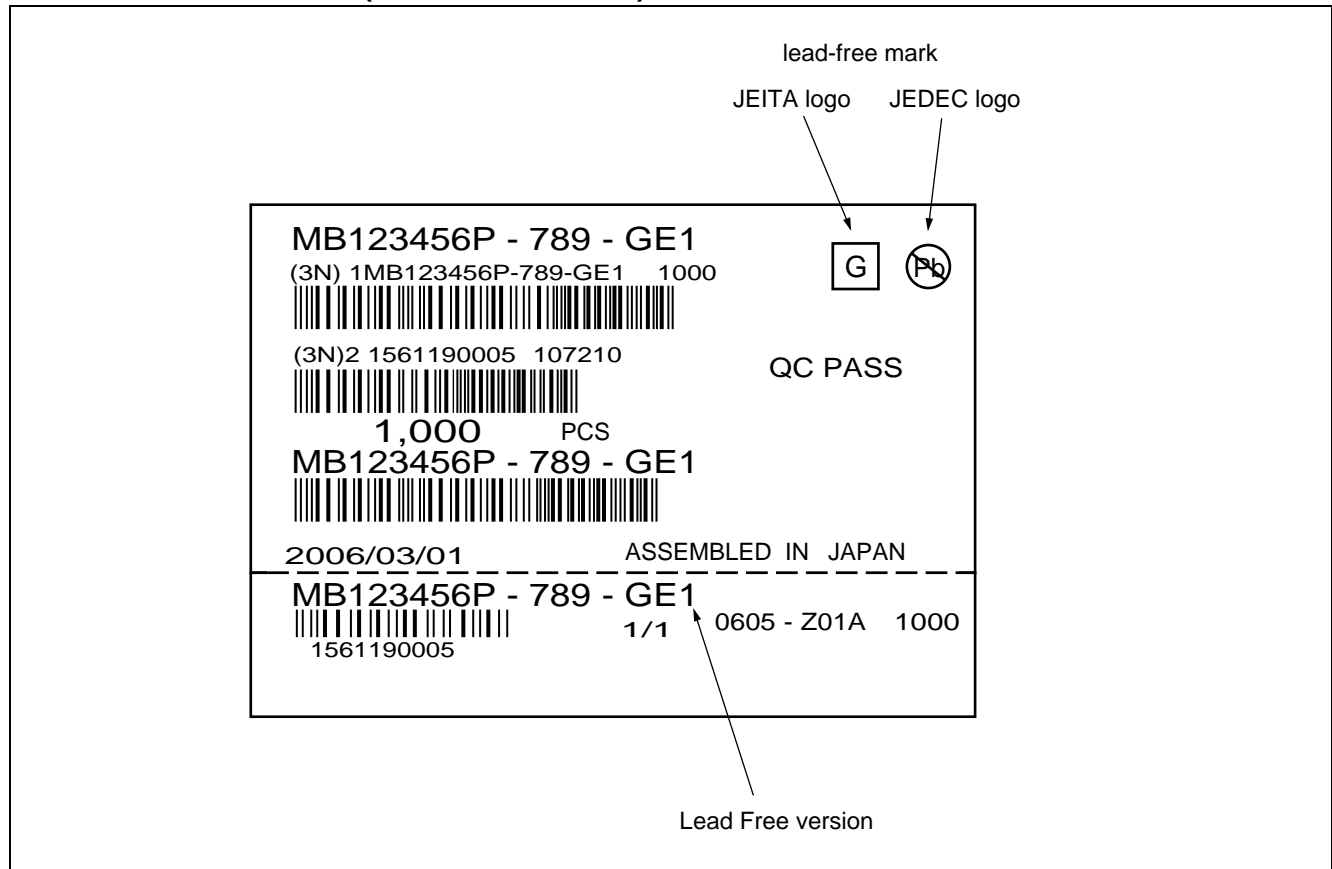 lead-free mark
JEITA logo JEDEC logo
MB123456P - 789 - GE1
(3N) 1MB123456P-789-GE1 1000
G Pb
(3N)2 1561190005 107210
QC PASS
1,000 PCS
MB123456P - 789 - GE1
2006/03/01 ASSEMBLED IN JAPAN
MB123456P - 789 - GE1
1/1 0605 - Z01A 1000
1561190005
Lead Free version